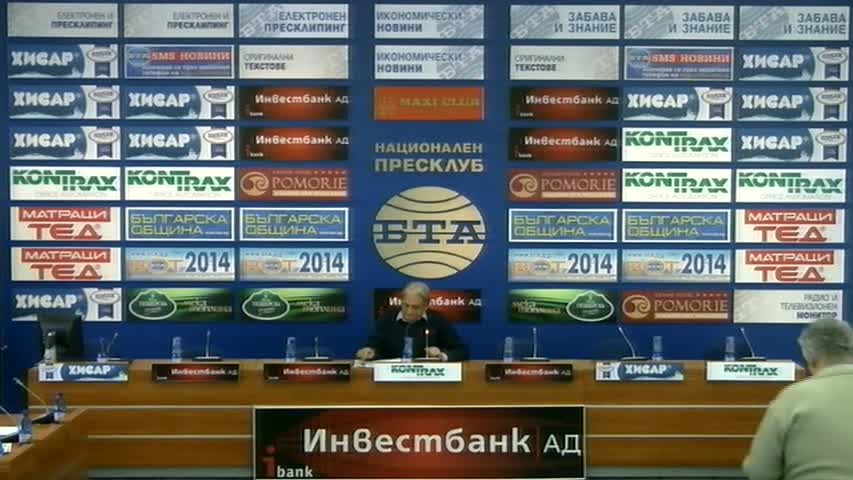 ЕЛЕКТРОНЕН И
ПРЕСКЛИПИНГ
ЕЛЕКТРОНЕН И
ПРЕСКЛИПИНГ
ЕЛЕКТРОНЕН И
ПРЕСКЛИПИНГ
ИКОНОМИЧЕСКИ
НОВИНИ
ЗАБАВА
И ЗНАНИЕ
ЗАБАВА
И ЗНАНИЕ
ЗАБАВА
И ЗНАНИЕ
ХИСАР
SMS НОВИНИ
ОРИГИНАЛНИ
ТЕКСТОВЕ
ИКОНОМИЧЕСКИ
НОВИНИ
ОРИГИНАЛНИ
ТЕКСТОВЕ
SMS НОВИНИ
ХИСАР
ХИСАР
ХИСАР
ИНВЕСТБАНК АД
MAXI CLUB
ИНВЕСТБАНК АД
ХИСАР
ХИСАР
ХИСАР
ХИСАР
ИНВЕСТБАНК АД
НАЦИОНАЛЕН
ПРЕСКЛУБ
ИНВЕСТБАНК АД
KONTRAX
ХИСАР
KONTRAX
KONTRAX
POMORIE
POMORIE
KONTRAX
KONTRAX
МАТРАЦИ
ТЕД
БЪЛГАРСКА
ОБЩИНА
БЪЛГАРСКА
ОБЩИНА
БТА
БЪЛГАРСКА
ОБЩИНА
БЪЛГАРСКА
ОБЩИНА
МАТРАЦИ
ТЕД
МАТРАЦИ
ТЕД
2014
2014
2014
2014
МАТРАЦИ
ТЕД
ХИСАР
АД
POMORIE
РАДИО И
ТЕЛЕВИЗИОНЕН
МОНИТОР
ХИСАР
ИНВЕСТБАНК АД
ИНВЕСТБАНК АД
KONTRAX
ИНВЕСТБАНК АД
ХИСАР
KONTRAX
ИНВЕСТБАНК АД
ibank